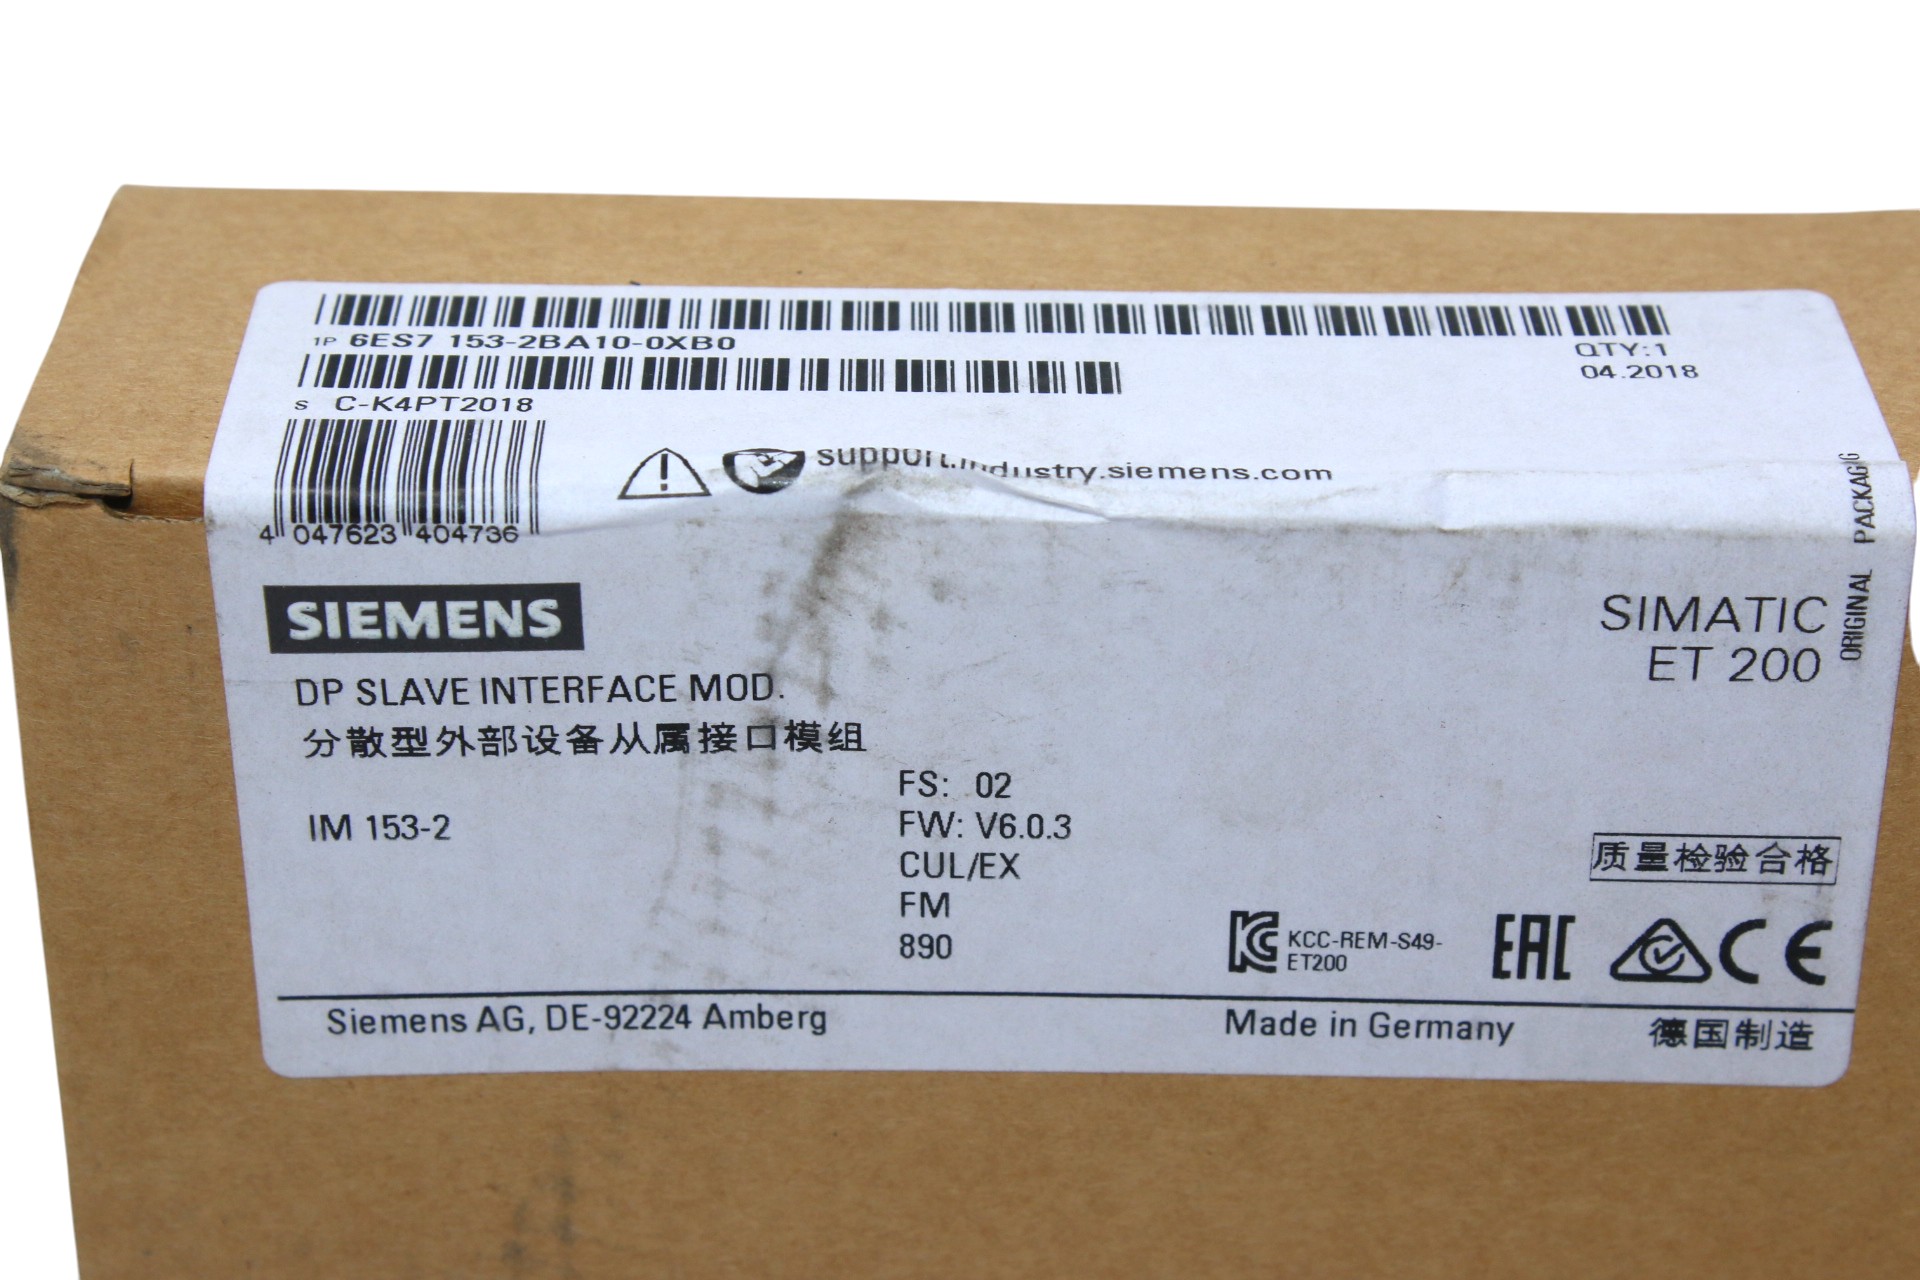 1P 6ES7 153-2BA10-0XB0
QTY:1
04.2018
S C-K4PT2018
4 047623 404736
support.industry.siemens.com
ORIGINAL PACKAGIG
SIEMENS
SIMATIC
ET 200
DP SLAVE INTERFACE MOD.
分散型外部设备从属接口模组
IM 153-2
FS: 02
FW: V6.0.3
CUL/EX
FM
890
质量检验合格
KCC-REM-S49-
ET200
EAC
CE
Siemens AG, DE-92224 Amberg
Made in Germany
德国制造